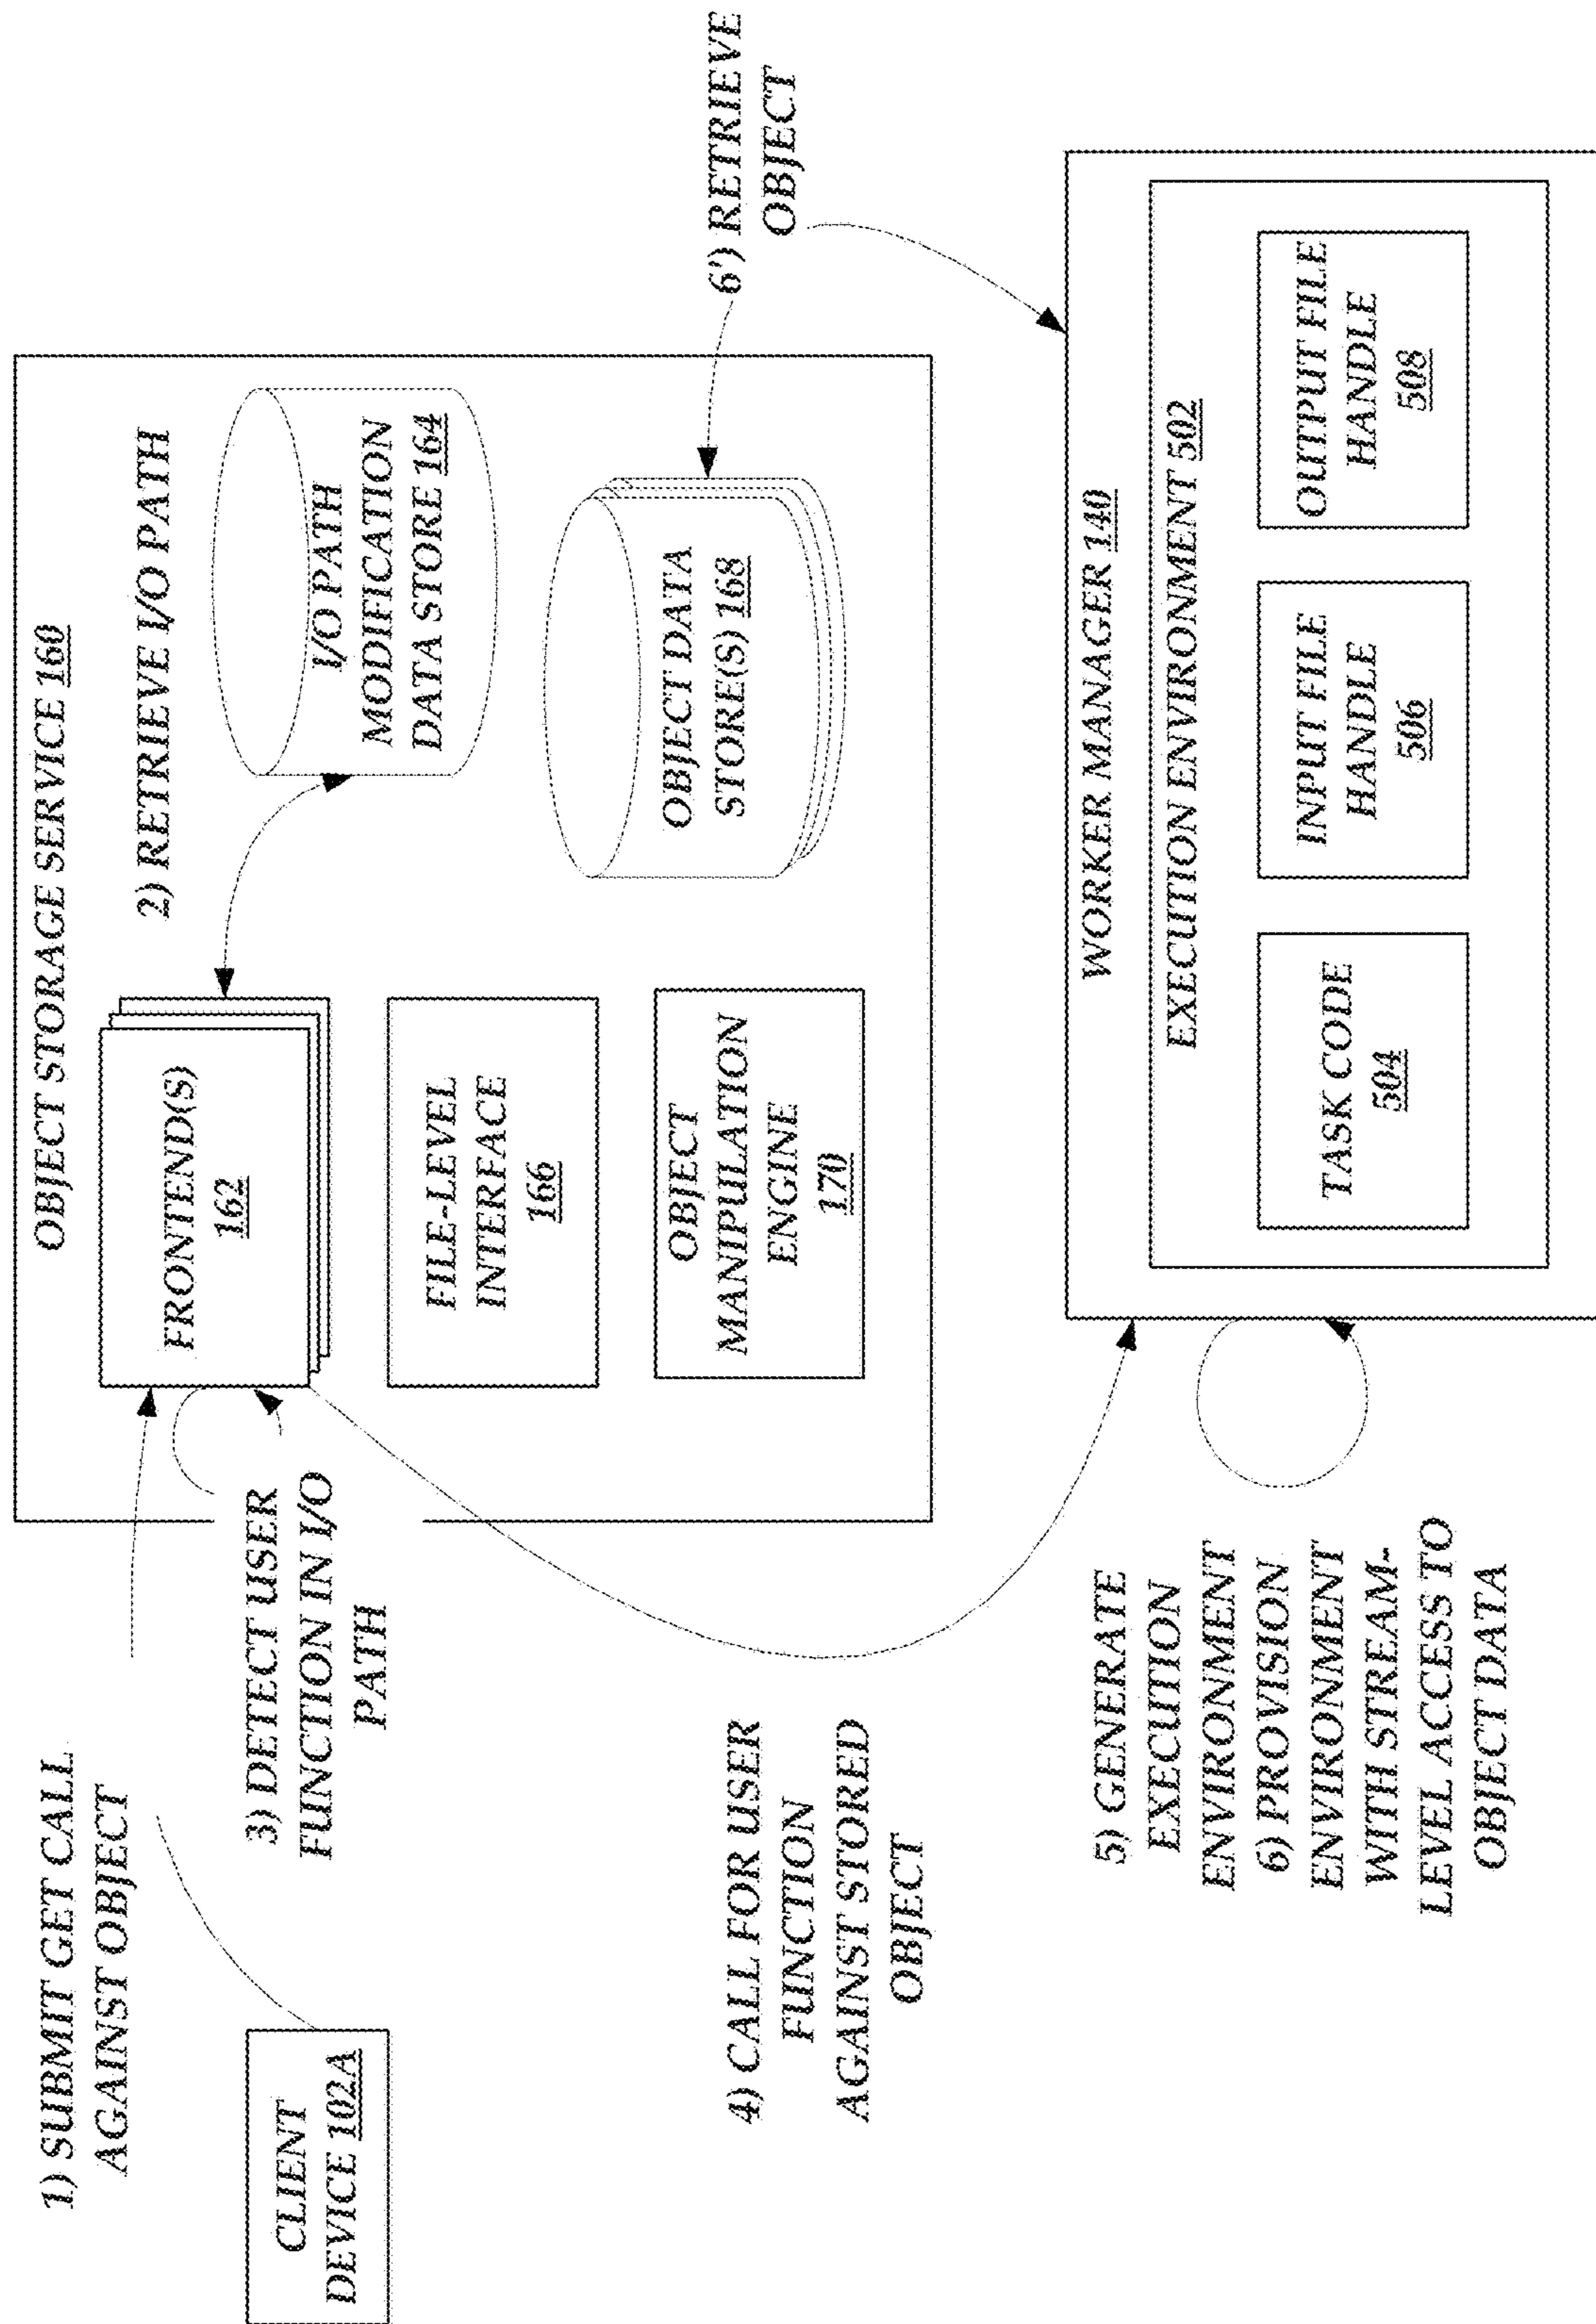 1) SUBMIT GET CALL
AGAINST OBJECT
CLIENT
DEVICE 102A
3) DETECT USER
FUNCTION IN I/O
PATH
4) CALL FOR USER
FUNCTION
AGAINST STORED
OBJECT
OBJECT STORAGE SERVICE 160
FRONTEND(S)
162
2) RETRIEVE I/O PATH
I/O PATH
MODIFICATION
DATA STORE 164
FILE-LEVEL
INTERFACE
166
OBJECT DATA
STORE(S) 168
OBJECT
MANIPULATION
ENGINE
170
6') RETRIEVE
OBJECT
5) GENERATE
EXECUTION
ENVIRONMENT
6) PROVISION
ENVIRONMENT
WITH STREAM-
LEVEL ACCESS TO
OBJECT DATA
WORKER MANAGER 140
EXECUTION ENVIRONMENT 502
TASK CODE
504
INPUT FILE
HANDLE
506
OUTPUT FILE
HANDLE
508